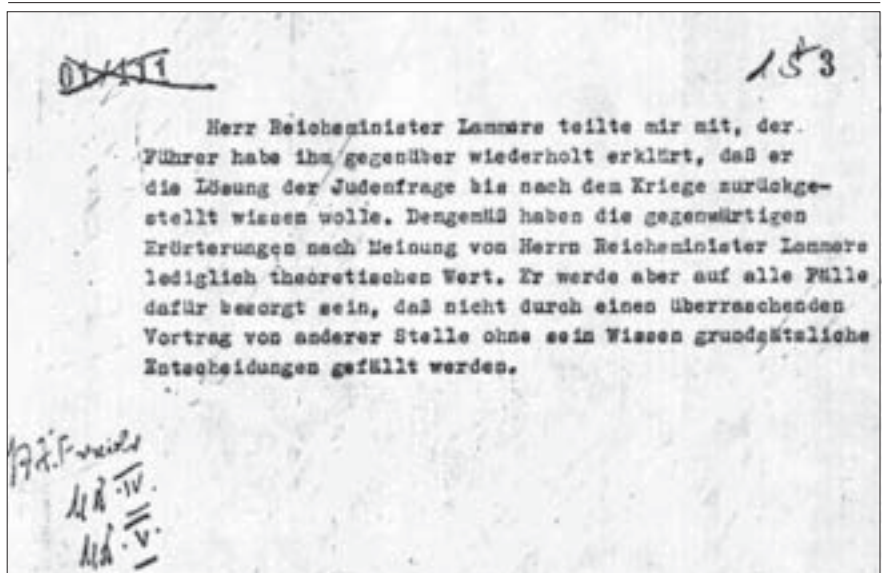 01/111
153
Herr Reichsminister Lammers teilte mir mit, der
Führer habe ihm gegenüber wiederholt erklärt, daß er
die Lösung der Judenfrage bis nach dem Kriege zurückge-
stellt wissen wolle. Demgemäß haben die gegenwärtigen
Erörterungen nach Meinung von Herrn Reichsminister Lammers
lediglich theoretischen Wert. Er werde aber auf alle Fälle
dafür besorgt sein, daß nicht durch einen überraschenden
Vortrag von anderer Stelle ohne sein Wissen grundsätzliche
Entscheidungen gefällt werden.
IV.
V.